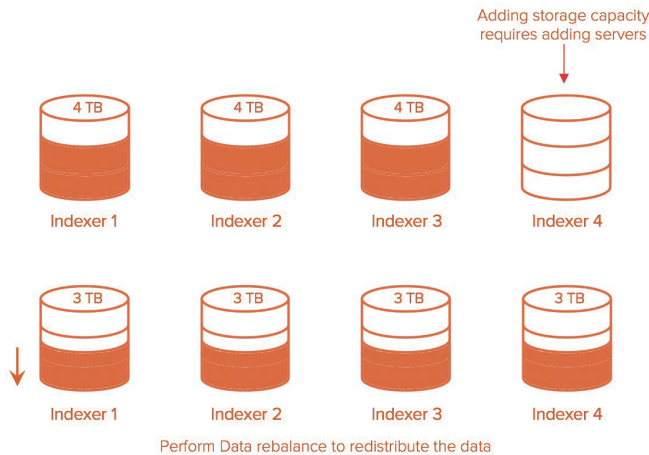 Adding storage capacity
requires adding servers
4 TB
4 TB
4 TB
Indexer 1
Indexer 2
Indexer 3
Indexer 4
3 TB
3 TB
3 TB
3 TB
Indexer 1
Indexer 2
Indexer 3
Indexer 4
Perform Data rebalance to redistribute the data